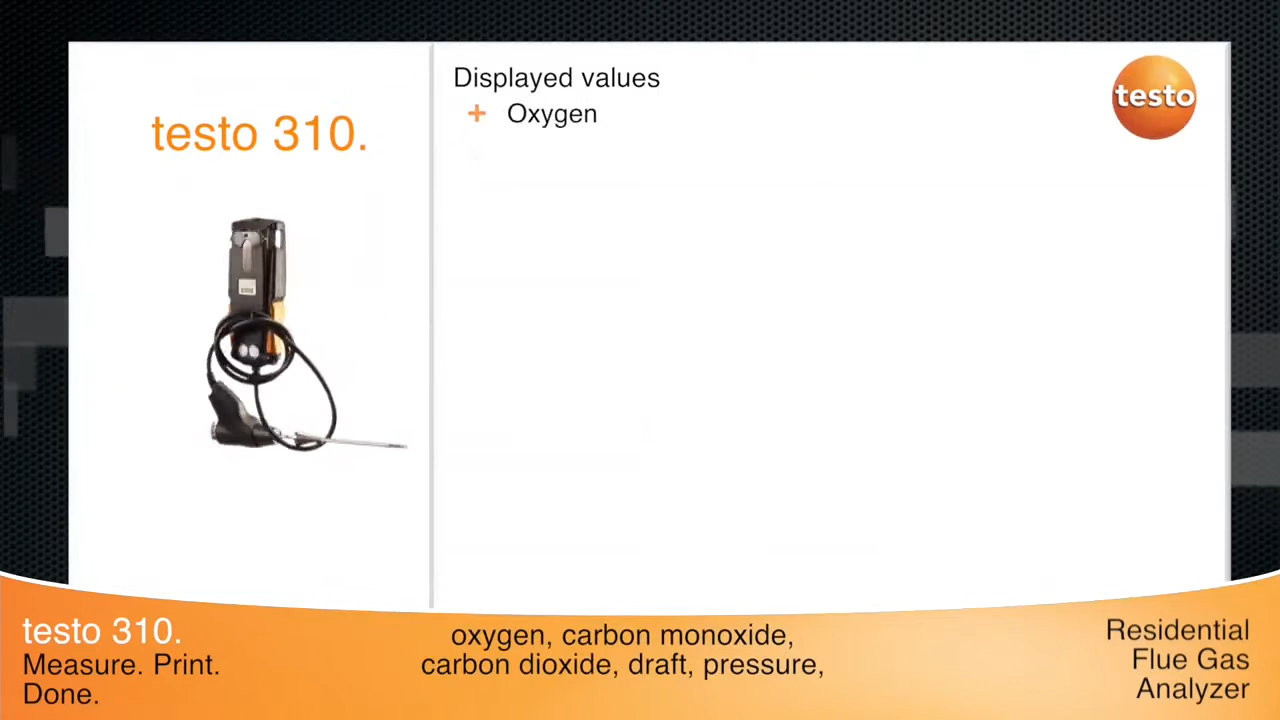 testo 310.
Displayed values
+ Oxygen
testo
testo 310.
Measure. Print.
Done.
oxygen, carbon monoxide,
carbon dioxide, draft, pressure,
Residential
Flue Gas
Analyzer